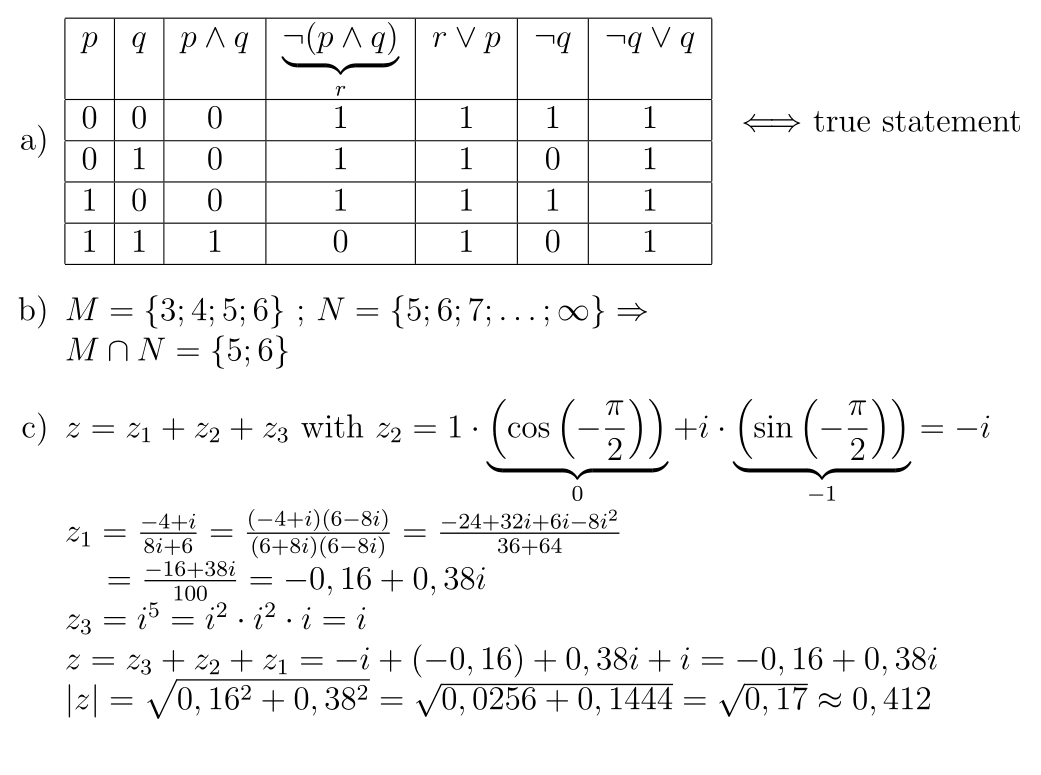 p q p ∧ q ¬(p ∧ q) r ∨ p ¬q ¬q ∨ q
r
0 0 0 1 1 1 1 ⟺ true statement
a)
0 1 0 1 1 0 1
1 0 0 1 1 1 1
1 1 1 0 1 0 1
b) M = {3; 4; 5; 6} ; N = {5; 6; 7; . . . ; ∞} ⇒
M ∩ N = {5; 6}
c) z = z₁ + z₂ + z₃ with z₂ = 1 · (cos (−π/2)) +i · (sin (−π/2)) = −i
0 −1
z₁ = −4+i/8i+6 = (−4+i)(6−8i)/(6+8i)(6−8i) = −24+32i+6i−8i²/36+64
= −16+38i/100 = −0, 16 + 0, 38i
z₃ = i⁵ = i² · i² · i = i
z = z₃ + z₂ + z₁ = −i + (−0, 16) + 0, 38i + i = −0, 16 + 0, 38i
|z| = √0, 16² + 0, 38² = √0, 0256 + 0, 1444 = √0, 17 ≈ 0, 412